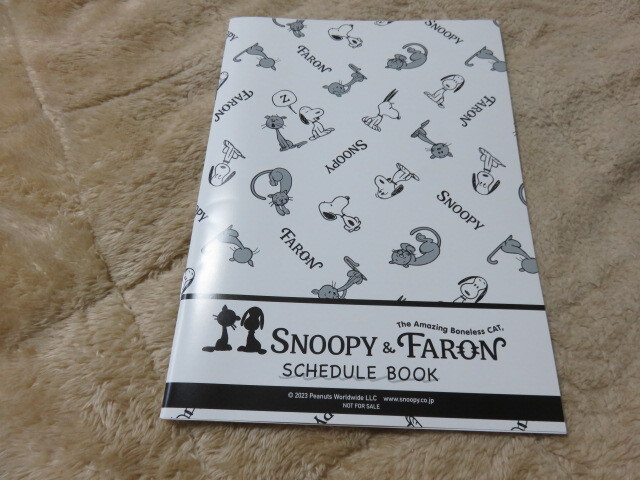 SNOOPY
FARON
FARON
FARON
Z
SNOOPY
SNOOPY
FARON
The Amazing Boneless CAT,
SNOOPY & FARON
SCHEDULE BOOK
© 2023 Peanuts Worldwide LLC www.snoopy.co.jp
NOT FOR SALE